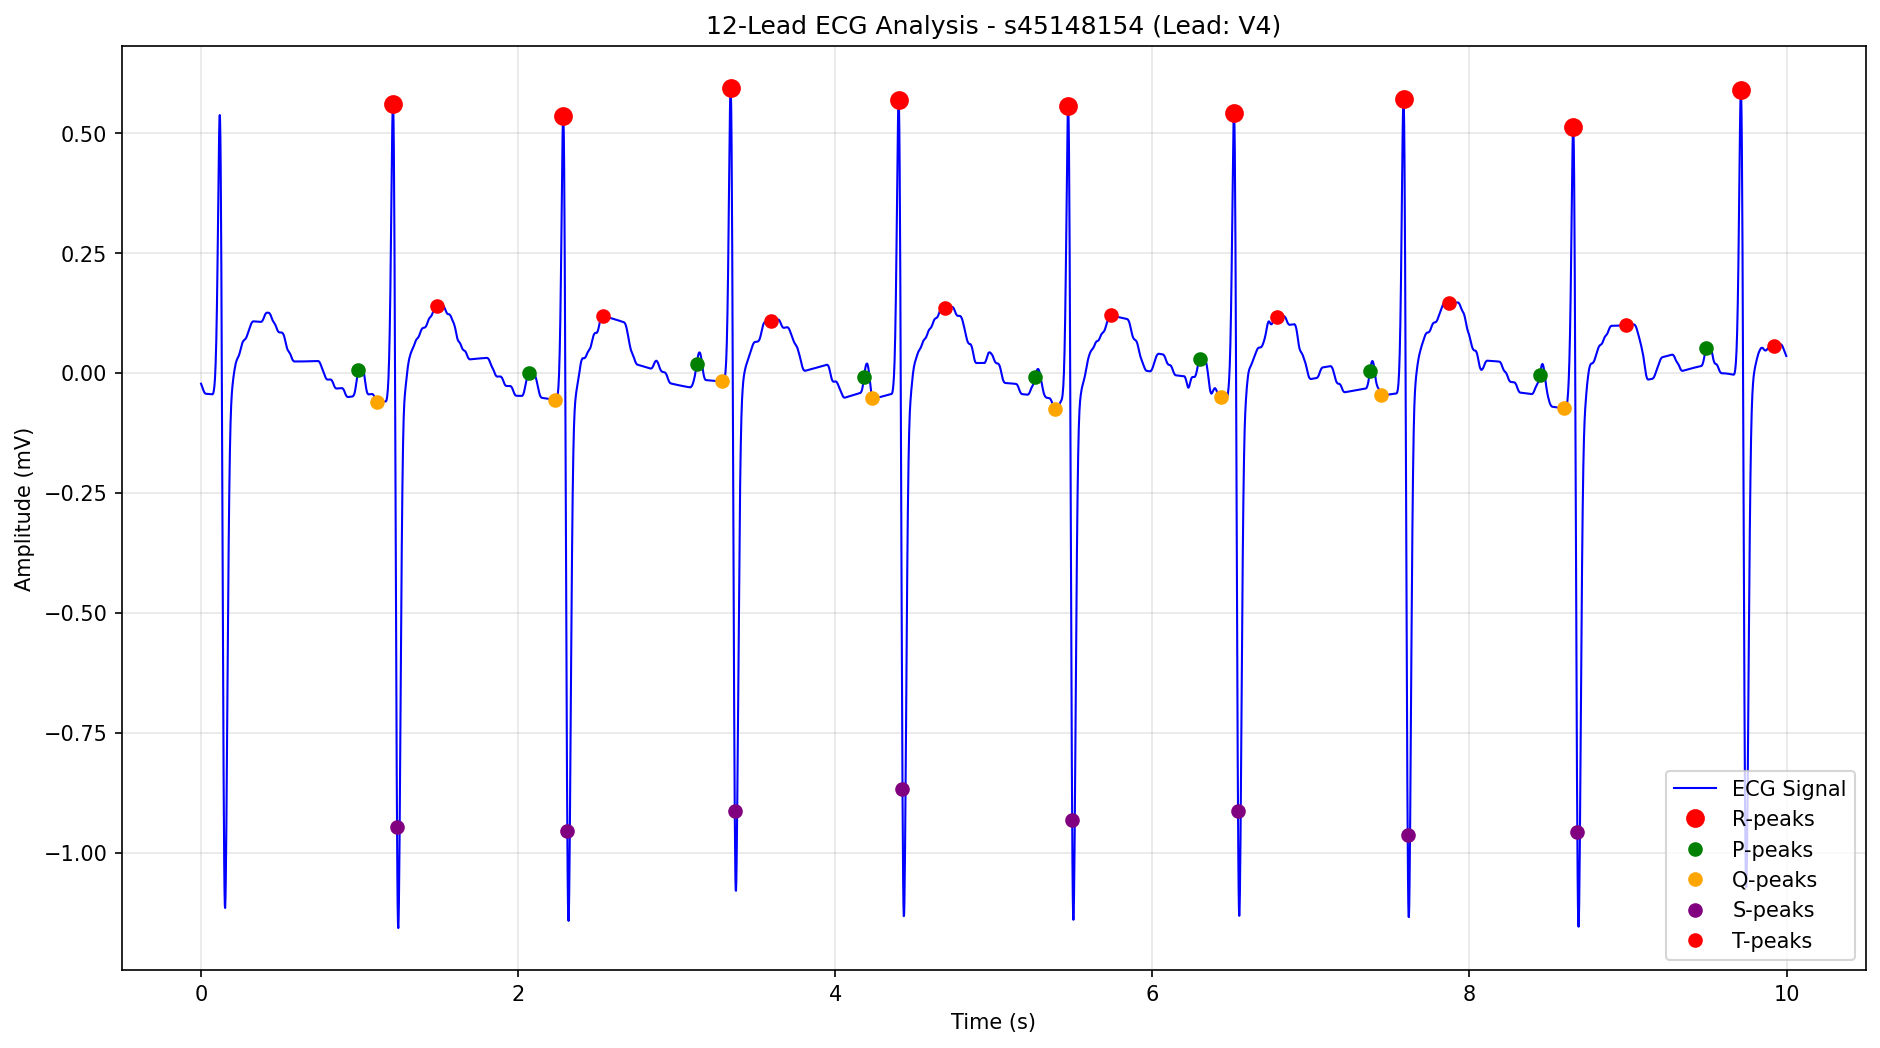 12-Lead ECG Analysis - s45148154 (Lead: V4)
Amplitude (mV)
0.50
0.25
0.00
−0.25
−0.50
−0.75
−1.00
0 2 4 6 8 10
Time (s)
ECG Signal
R-peaks
P-peaks
Q-peaks
S-peaks
T-peaks